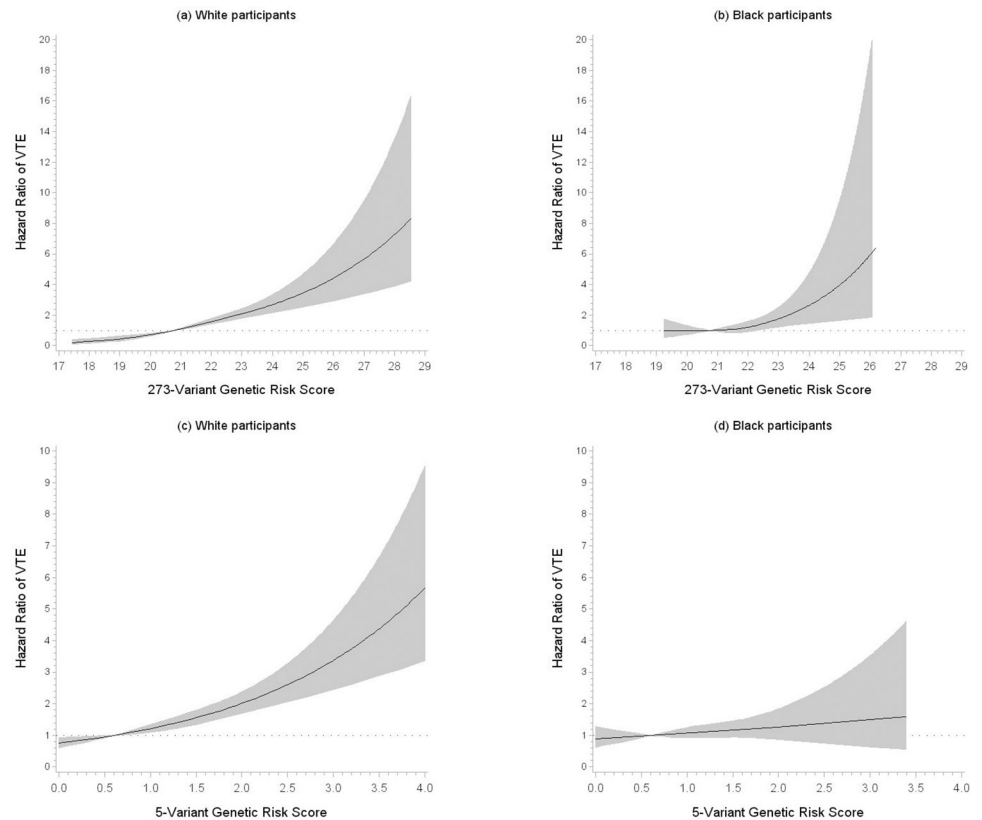 (a) White participants
Hazard Ratio of VTE
20
18
16
14
12
10
8
6
4
2
0
17 18 19 20 21 22 23 24 25 26 27 28 29
273-Variant Genetic Risk Score
(b) Black participants
Hazard Ratio of VTE
20
18
16
14
12
10
8
6
4
2
0
17 18 19 20 21 22 23 24 25 26 27 28 29
273-Variant Genetic Risk Score
(c) White participants
Hazard Ratio of VTE
10
9
8
7
6
5
4
3
2
1
0
0.0 0.5 1.0 1.5 2.0 2.5 3.0 3.5 4.0
5-Variant Genetic Risk Score
(d) Black participants
Hazard Ratio of VTE
10
9
8
7
6
5
4
3
2
1
0
0.0 0.5 1.0 1.5 2.0 2.5 3.0 3.5 4.0
5-Variant Genetic Risk Score